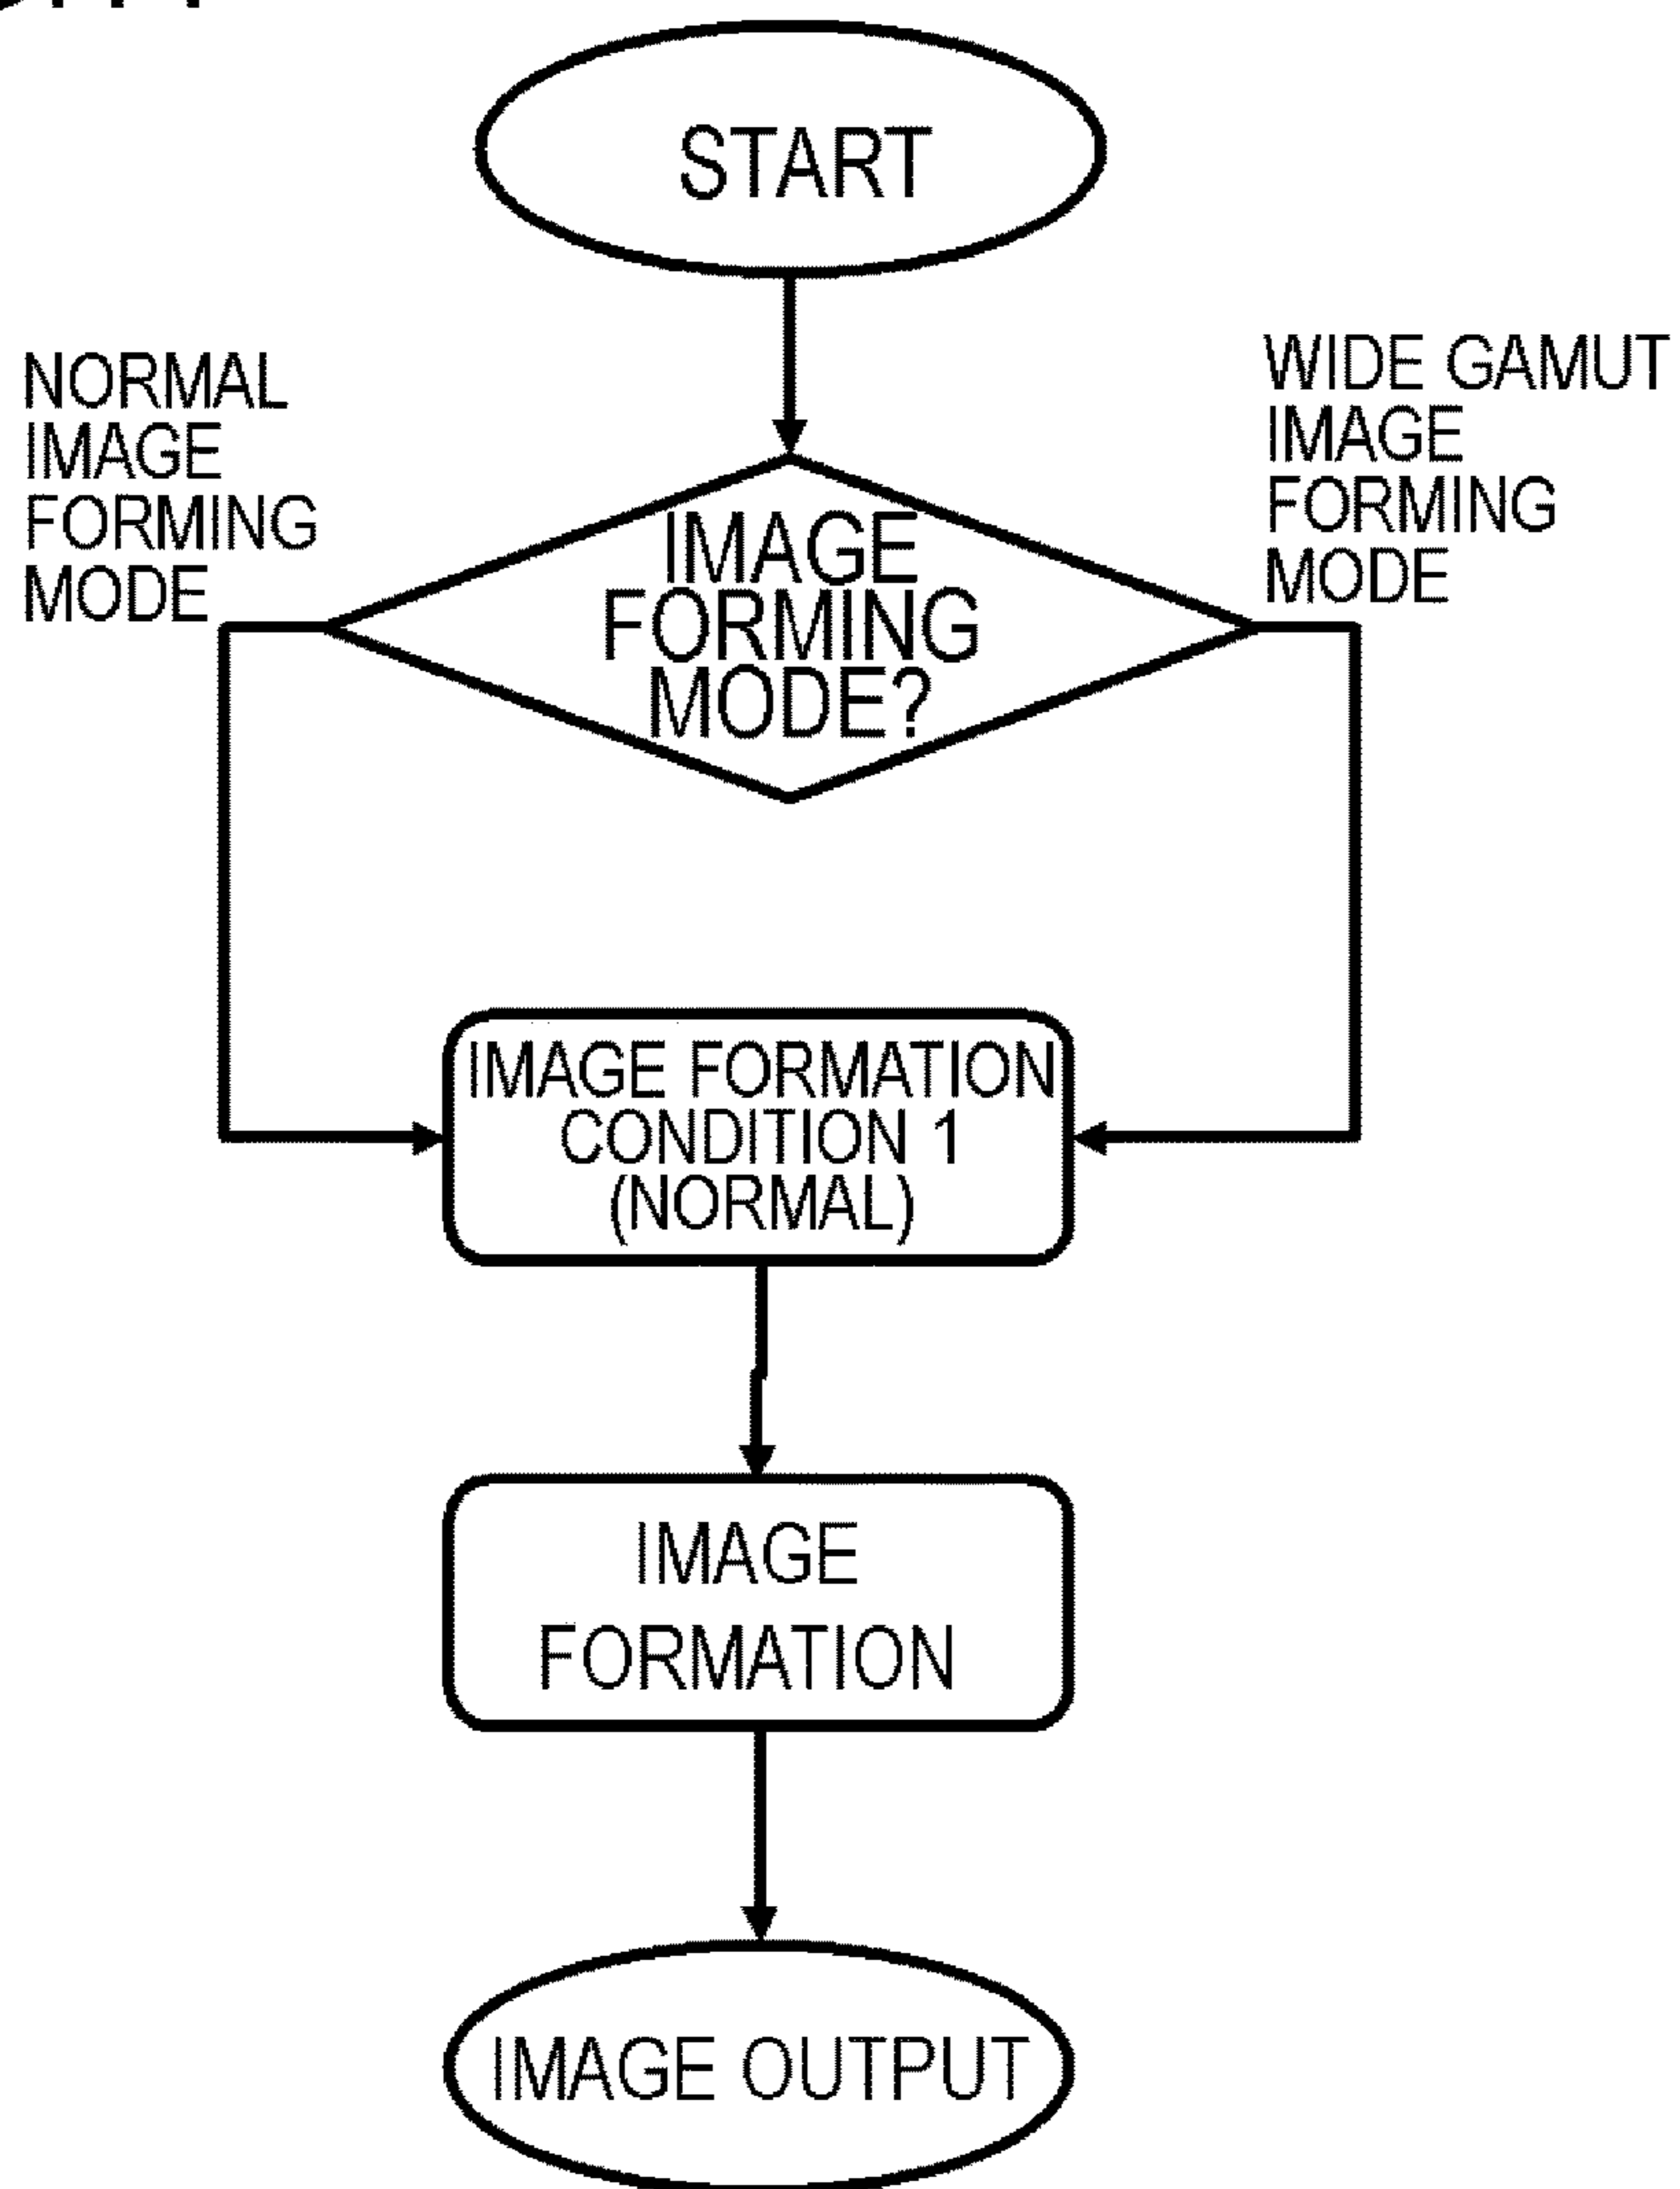 START
NORMAL
IMAGE
FORMING
MODE
WIDE GAMUT
IMAGE
FORMING
MODE
IMAGE
FORMING
MODE?
IMAGE FORMATION
CONDITION 1
(NORMAL)
IMAGE
FORMATION
IMAGE OUTPUT